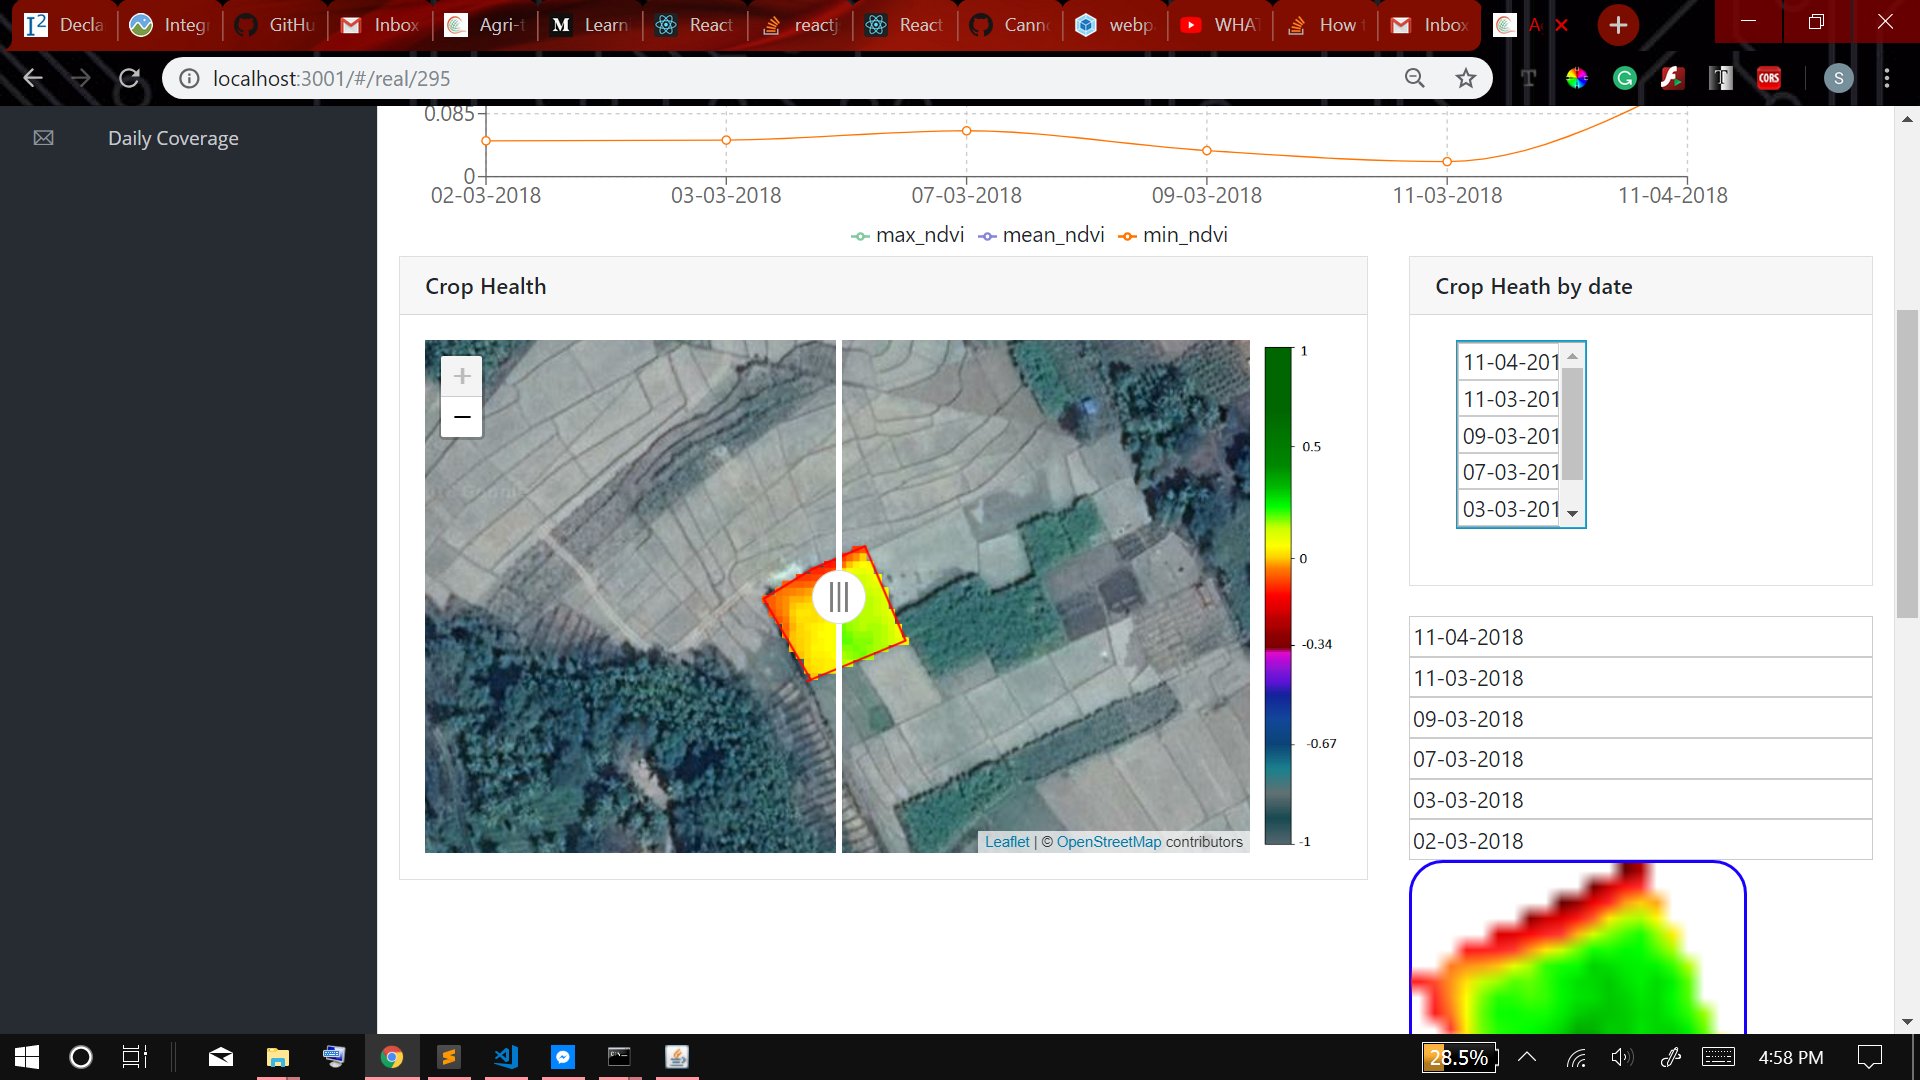 Decla
Integr
GitHu
Inbox
Agri-t
Learn
React
reactj
React
Canno
webp
WHAT
How t
Inbox
A
localhost:3001/#/real/295
S
Daily Coverage
0.085
0
02-03-2018 03-03-2018 07-03-2018 09-03-2018 11-03-2018 11-04-2018
max_ndvi mean_ndvi min_ndvi
Crop Health
+
−
1
0.5
0
-0.34
-0.67
-1
Leaflet | © OpenStreetMap contributors
Crop Heath by date
11-04-201
11-03-201
09-03-201
07-03-201
03-03-201
11-04-2018
11-03-2018
09-03-2018
07-03-2018
03-03-2018
02-03-2018
28.5%
4:58 PM